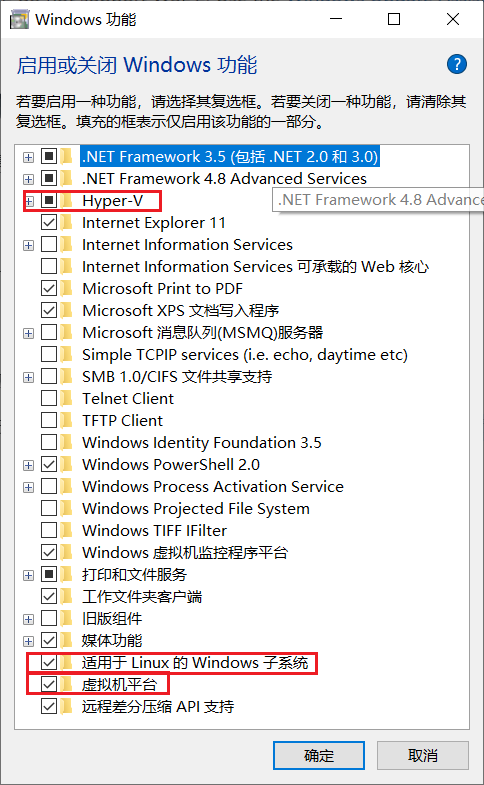 Windows 功能
启用或关闭 Windows 功能
?
若要启用一种功能，请选择其复选框。若要关闭一种功能，请清除其
复选框。填充的框表示仅启用该功能的一部分。
.NET Framework 3.5 (包括 .NET 2.0 和 3.0)
.NET Framework 4.8 Advanced Services
Hyper-V
.NET Framework 4.8 Advance
Internet Explorer 11
Internet Information Services
Internet Information Services 可承载的 Web 核心
Microsoft Print to PDF
Microsoft XPS 文档写入程序
Microsoft 消息队列(MSMQ)服务器
Simple TCPIP services (i.e. echo, daytime etc)
SMB 1.0/CIFS 文件共享支持
Telnet Client
TFTP Client
Windows Identity Foundation 3.5
Windows PowerShell 2.0
Windows Process Activation Service
Windows Projected File System
Windows TIFF IFilter
Windows 虚拟机监控程序平台
打印和文件服务
工作文件夹客户端
旧版组件
媒体功能
适用于 Linux 的 Windows 子系统
虚拟机平台
远程差分压缩 API 支持
确定
取消